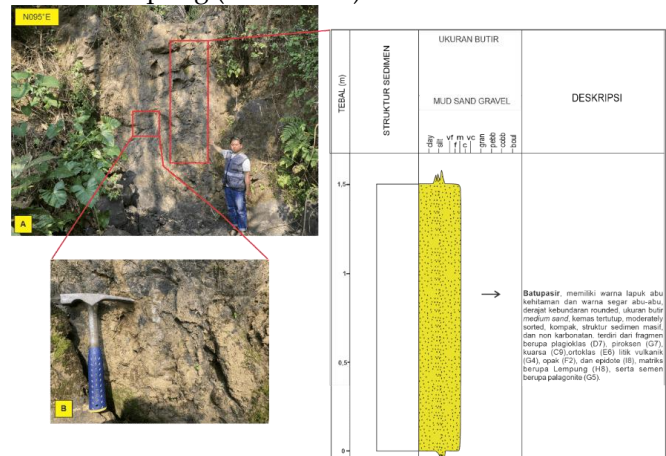 N095°E
A
B
TEBAL (m)
STRUKTUR SEDIMEN
UKURAN BUTIR
MUD SAND GRAVEL
clay
silt
vf
f
m
c
vc
gran
pebb
cobb
boul
DESKRIPSI
1,5
1
0,5
0
Batupasir, memiliki warna lapuk abu
kehitaman dan warna segar abu-abu,
derajat kebundaran rounded, ukuran butir
medium sand, kemas tertutup, moderately
sorted, kompak, struktur sedimen masif,
dan non karbonatan, terdiri dari fragmen
berupa plagioklas (D7), piroksen (G7),
kuarsa (C9),ortoklas (E6) litik vulkanik
(G4), opak (F2), dan epidote (I8), matriks
berupa Lempung (H8), serta semen
berupa palagonite (G5).